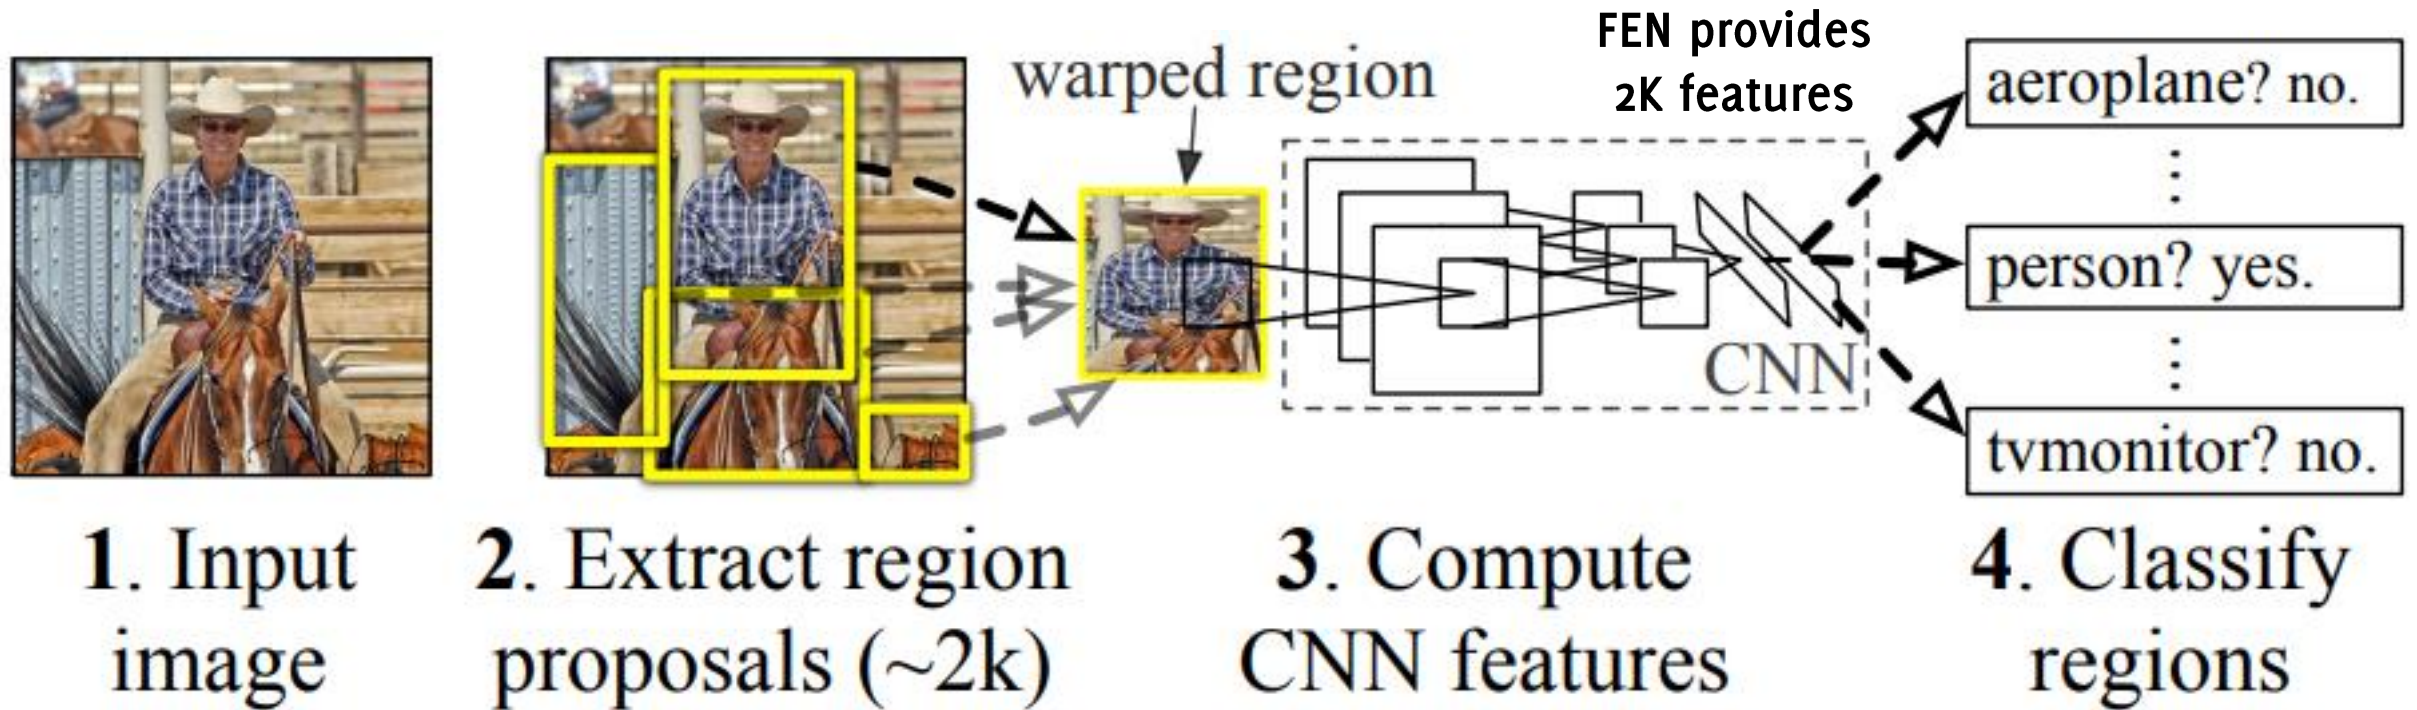 FEN provides
2K features
warped region
aeroplane? no.
person? yes.
tvmonitor? no.
CNN
1. Input
image
2. Extract region
proposals (~2k)
3. Compute
CNN features
4. Classify
regions